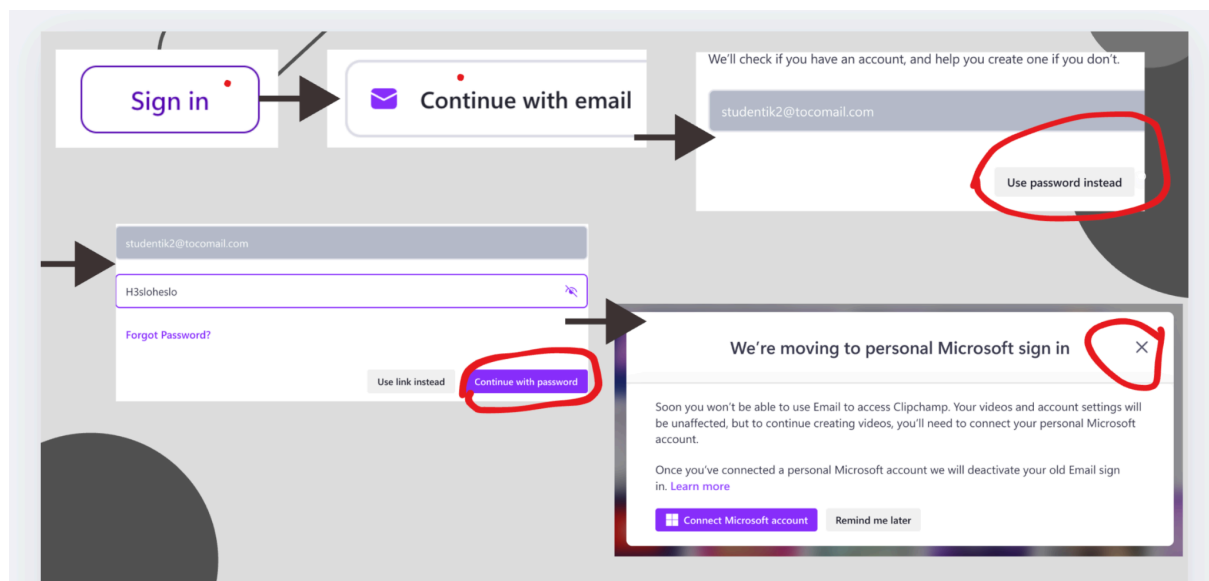 Sign in
Continue with email
We'll check if you have an account, and help you create one if you don't.
studentik2@tocomail.com
Use password instead
studentik2@tocomail.com
H3sloheslo
Forgot Password?
Use link instead
Continue with password
We're moving to personal Microsoft sign in
Soon you won't be able to use Email to access Clipchamp. Your videos and account settings will
be unaffected, but to continue creating videos, you'll need to connect your personal Microsoft
account.
Once you've connected a personal Microsoft account we will deactivate your old Email sign
in. Learn more
Connect Microsoft account
Remind me later